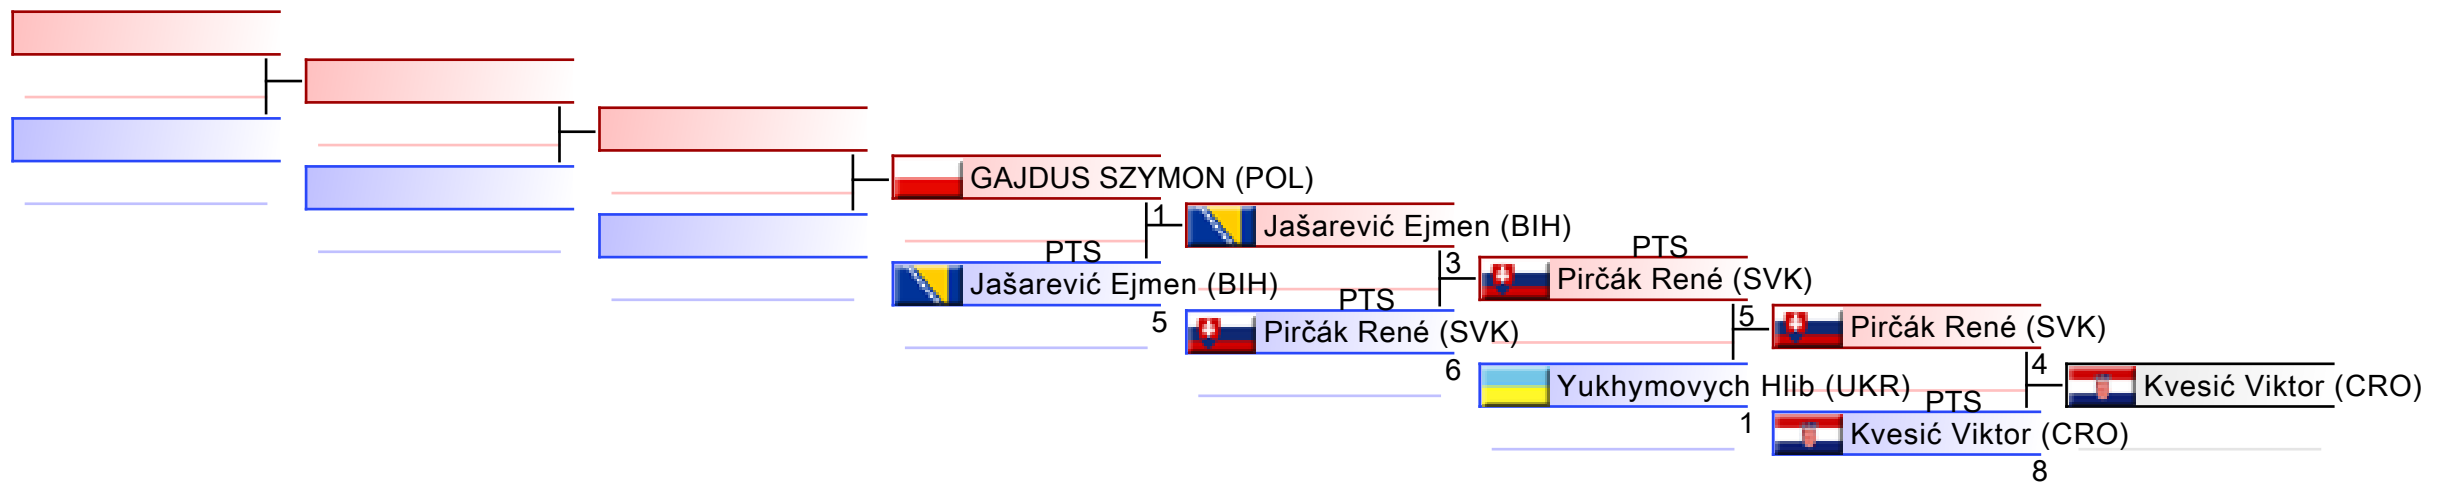 GAJDUS SZYMON (POL)
1
PTS
Jašarević Ejmen (BIH)
5
Jašarević Ejmen (BIH)
3
PTS
Pirčák René (SVK)
6
PTS
Pirčák René (SVK)
5
Yukhymovych Hlib (UKR)
1
Pirčák René (SVK)
4
PTS
Kvesić Viktor (CRO)
8
Kvesić Viktor (CRO)